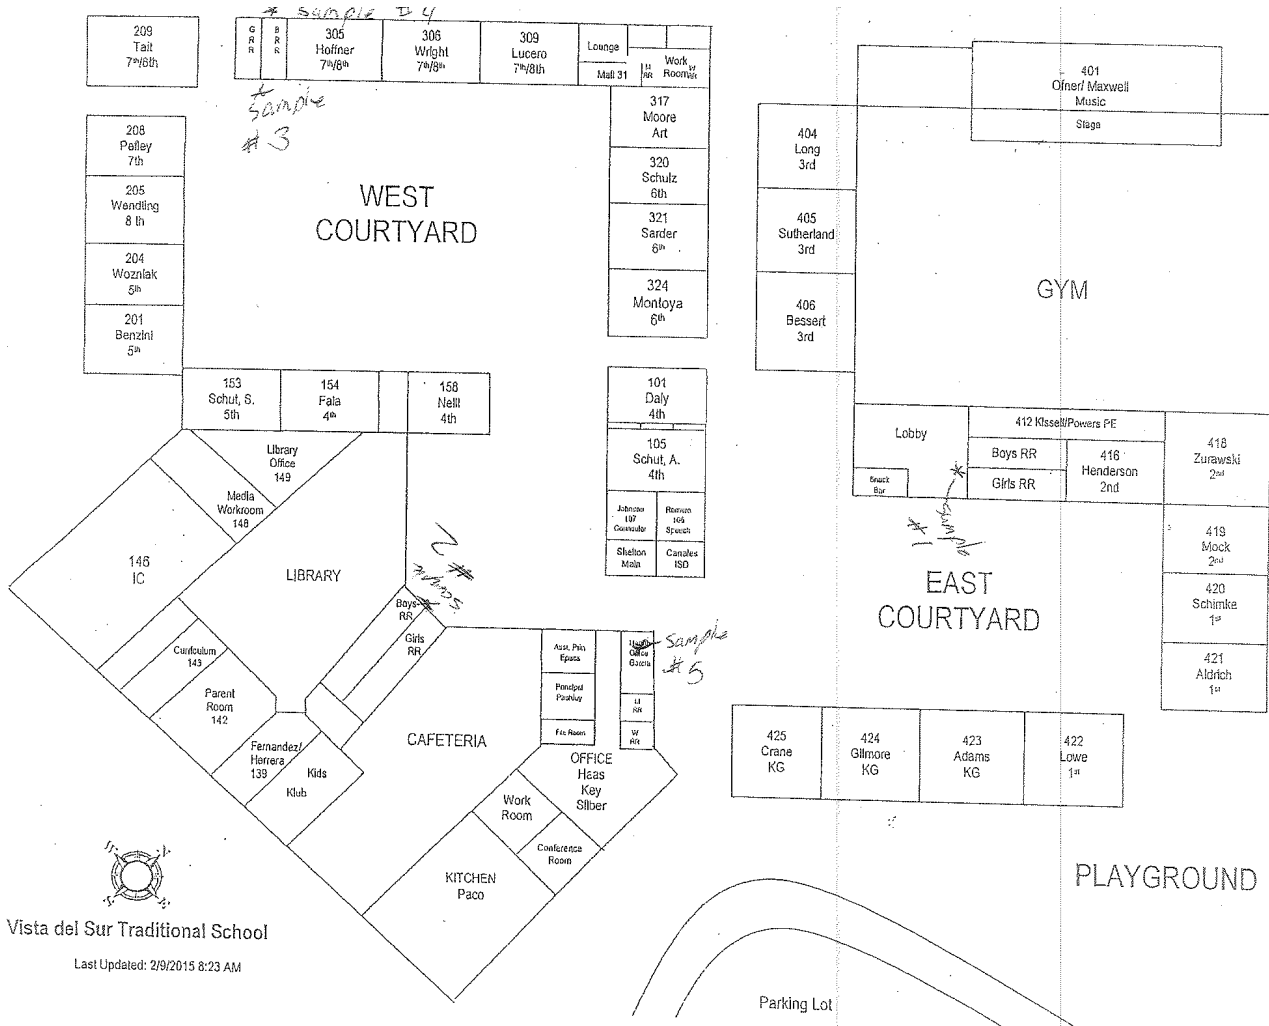 * Sample # 4
209
Tait
7th/8th
G
R
R
B
R
R
305
Hoffner
7th/8th
306
Wright
7th/8th
309
Lucero
7th/8th
Lounge
Mall 31
M
RR
Work
Room
W
RR
Sample
# 3
317
Moore
Art
320
Schulz
6th
321
Sarder
6th
324
Montoya
6th
208
Pefley
7th
205
Wendling
8 th
204
Wozniak
5th
201
Benzini
5th
WEST
COURTYARD
401
Ofner/ Maxwell
Music
Stage
404
Long
3rd
405
Sutherland
3rd
406
Bessert
3rd
GYM
153
Schut, S.
5th
154
Fala
4th
158
Neill
4th
101
Daly
4th
105
Schut, A.
4th
Johnson
107
Counselor
Speech
Shelton
Canales
ISD
Lobby
Snack
Bar
412 Kissell/Powers PE
Boys RR
Girls RR
416
Henderson
2nd
418
Zurawski
2nd
* Sample
# 1
419
Mock
2nd
420
Schimke
1st
421
Aldrich
1st
EAST
COURTYARD
Library
Office
149
Media
Workroom
148
146
IC
LIBRARY
Sample
# 2
Boys
RR
Girls
RR
Curriculum
143
Parent
Room
142
Fernandez/
Herrera
139
Kids
Klub
CAFETERIA
Asst. Prin
Principal
Pashley
File Room
Health
Office
Garcia
Sample
# 5
M
RR
W
RR
OFFICE
Haas
Key
Silber
Work
Room
Conference
Room
KITCHEN
Paco
425
Crane
KG
424
Gilmore
KG
423
Adams
KG
422
Lowe
1st
PLAYGROUND
Parking Lot
N
E
S
W
Vista del Sur Traditional School
Last Updated: 2/9/2015 8:23 AM